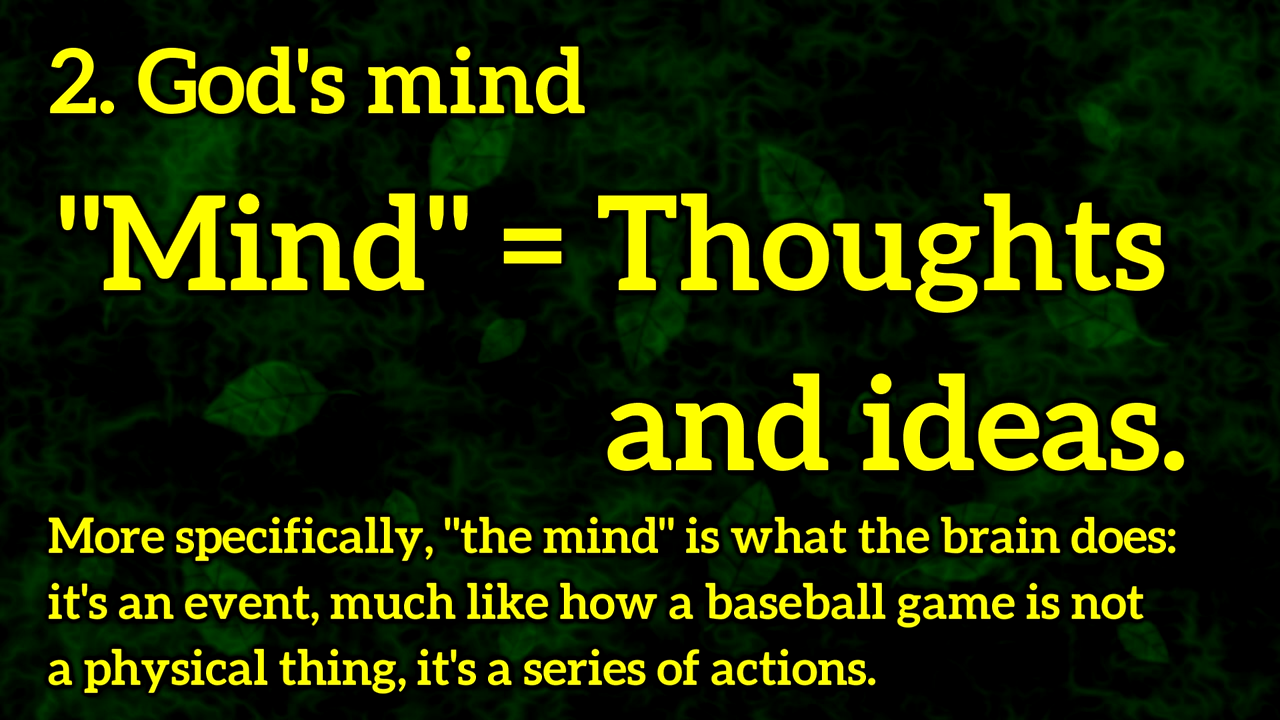 2. God's mind
"Mind" = Thoughts
and ideas.
More specifically, "the mind" is what the brain does:
it's an event, much like how a baseball game is not
a physical thing, it's a series of actions.